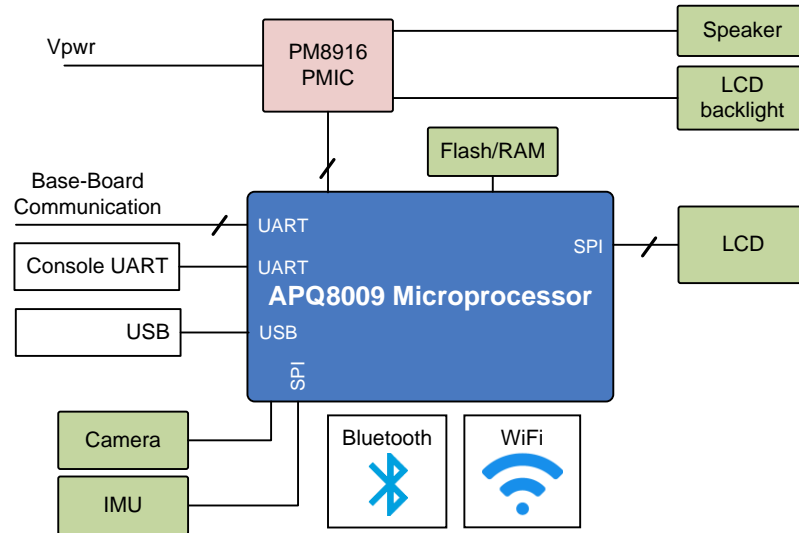 Vpwr
PM8916
PMIC
Speaker
LCD
backlight
Flash/RAM
Base-Board
Communication
UART
SPI
LCD
Console UART
UART
APQ8009 Microprocessor
USB
USB
SPI
Camera
IMU
Bluetooth
WiFi